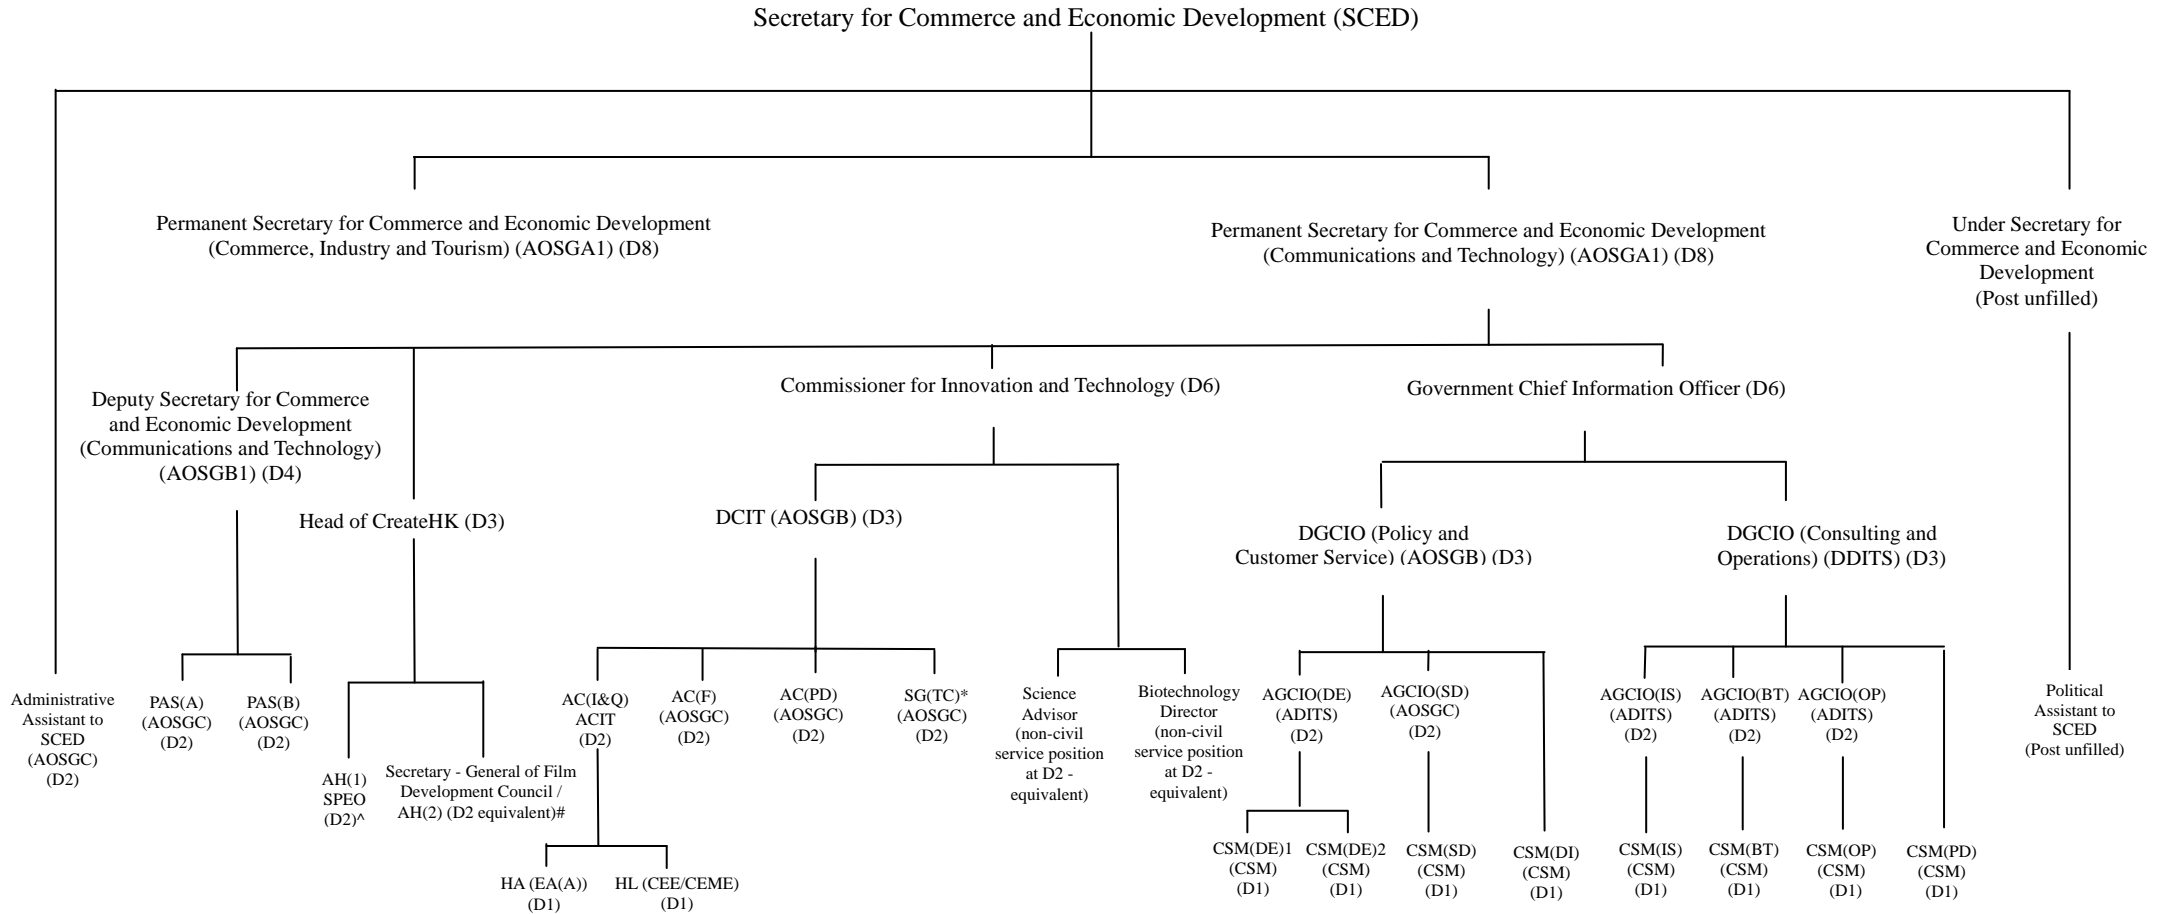 Secretary for Commerce and Economic Development (SCED)
Permanent Secretary for Commerce and Economic Development
(Commerce, Industry and Tourism) (AOSGA1) (D8)
Permanent Secretary for Commerce and Economic Development
(Communications and Technology) (AOSGA1) (D8)
Under Secretary for
Commerce and Economic
Development
(Post unfilled)
Deputy Secretary for Commerce
and Economic Development
(Communications and Technology)
(AOSGB1) (D4)
Head of CreateHK (D3)
Commissioner for Innovation and Technology (D6)
Government Chief Information Officer (D6)
DCIT (AOSGB) (D3)
DGCIO (Policy and
Customer Service) (AOSGB) (D3)
DGCIO (Consulting and
Operations) (DDITS) (D3)
Administrative
Assistant to
SCED
(AOSGC)
(D2)
PAS(A)
(AOSGC)
(D2)
PAS(B)
(AOSGC)
(D2)
AH(1)
SPEO
(D2)^
Secretary - General of Film
Development Council /
AH(2) (D2 equivalent)#
AC(I&Q)
ACIT
(D2)
AC(F)
(AOSGC)
(D2)
AC(PD)
(AOSGC)
(D2)
SG(TC)*
(AOSGC)
(D2)
Science
Advisor
(non-civil
service position
at D2 -
equivalent)
Biotechnology
Director
(non-civil
service position
at D2 -
equivalent)
AGCIO(DE)
(ADITS)
(D2)
AGCIO(SD)
(AOSGC)
(D2)
AGCIO(IS)
(ADITS)
(D2)
AGCIO(BT)
(ADITS)
(D2)
AGCIO(OP)
(ADITS)
(D2)
Political
Assistant to
SCED
(Post unfilled)
HA (EA(A))
(D1)
HL (CEE/CEME)
(D1)
CSM(DE)1
(CSM)
(D1)
CSM(DE)2
(CSM)
(D1)
CSM(SD)
(CSM)
(D1)
CSM(DI)
(CSM)
(D1)
CSM(IS)
(CSM)
(D1)
CSM(BT)
(CSM)
(D1)
CSM(OP)
(CSM)
(D1)
CSM(PD)
(CSM)
(D1)